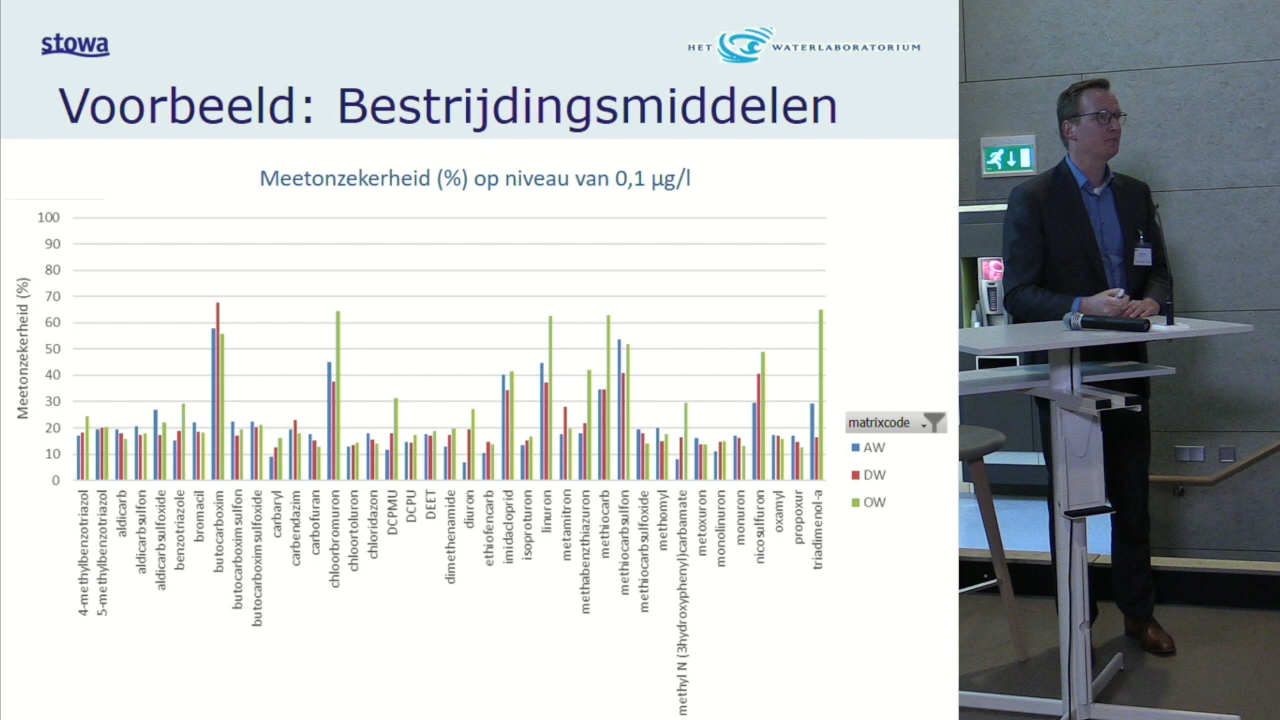 stowa
HET WATERLABORATORIUM
Voorbeeld: Bestrijdingsmiddelen
Meetonzekerheid (%) op niveau van 0,1 µg/l
Meetonzekerheid (%)
100
90
80
70
60
50
40
30
20
10
0
4-methylbenzotriazol
5-methylbenzotriazol
aldicarb
aldicarbsulfon
aldicarbsulfoxide
benzotriazole
bromacil
butocarboxim
butocarboximsulfon
butocarboximsulfoxide
carbaryl
carbendazim
carbofuran
chloorbromuron
chloortoluron
chloridazon
DCPMU
DCPU
DEET
dimethenamide
diuron
ethiofencarb
imidacloprid
isoproturon
linuron
metamitron
methabenzthiazuron
methiocarb
methiocarbsulfon
methiocarbsulfoxide
methomyl
methyl N (3hydroxyphenyl)carbamate
metoxuron
monolinuron
monuron
nicosulfuron
oxamyl
propoxur
triadimenol-a
matrixcode
AW
DW
OW